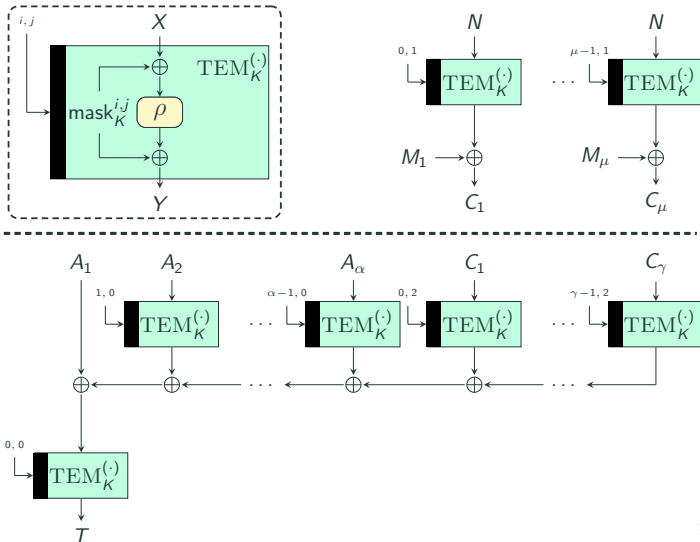 i, j
X
TEM_K^(·)
mask_K^{i,j}
ρ
Y
N
0, 1
TEM_K^(·)
· · ·
N
μ−1, 1
TEM_K^(·)
M_1
C_1
M_μ
C_μ
A_1
A_2
A_α
C_1
C_γ
1, 0
TEM_K^(·)
· · ·
α−1, 0
TEM_K^(·)
0, 2
TEM_K^(·)
· · ·
γ−1, 2
TEM_K^(·)
· · ·
· · ·
0, 0
TEM_K^(·)
T